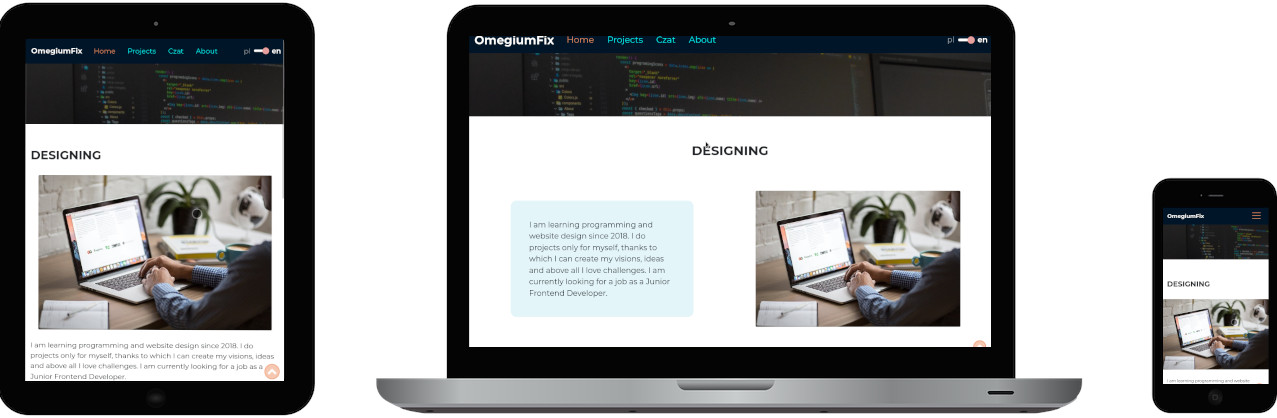 OmegiumFix Home Projects Czat About pl en
DESIGNING
I am learning programming and website design since 2018. I do
projects only for myself, thanks to which I can create my visions, ideas
and above all I love challenges. I am currently looking for a job as a
Junior Frontend Developer.
OmegiumFix Home Projects Czat About pl en
DESIGNING
I am learning programming and
website design since 2018. I do
projects only for myself, thanks to
which I can create my visions, ideas
and above all I love challenges. I am
currently looking for a job as a Junior
Frontend Developer.
OmegiumFix
DESIGNING
I am learning programming and website